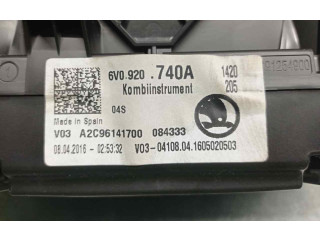 6V0.920 .740A 1420
Kombiinstrument 205
04S
Made in Spain
V03 A2C96141700 084333
08.04.2016 - 02:53:32 V03-04108.04.1605020503